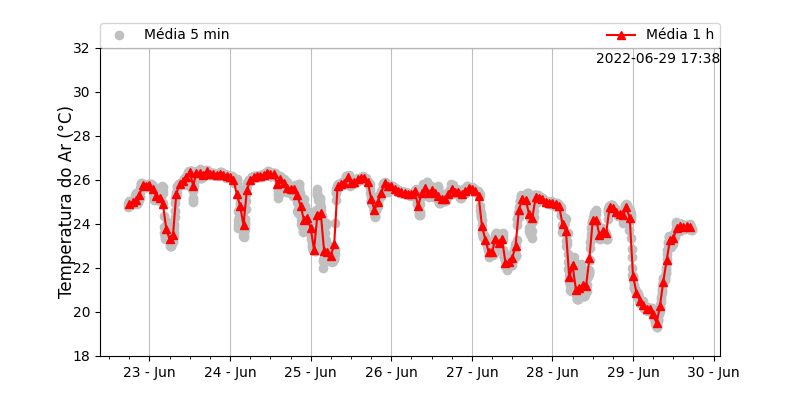 Média 5 min
Média 1 h
2022-06-29 17:38
Temperatura do Ar (°C)
32
30
28
26
24
22
20
18
23 - Jun
24 - Jun
25 - Jun
26 - Jun
27 - Jun
28 - Jun
29 - Jun
30 - Jun